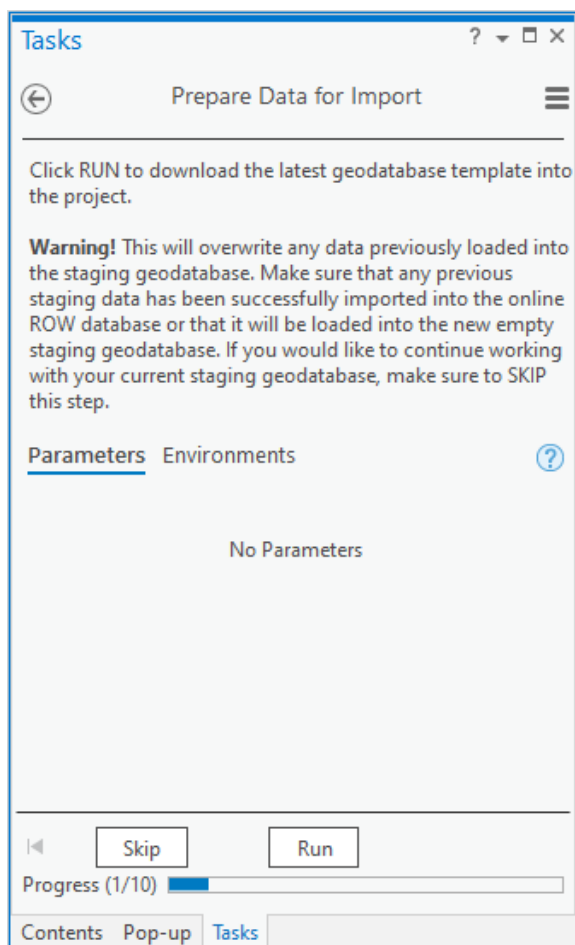 Tasks
?
Prepare Data for Import
Click RUN to download the latest geodatabase template into
the project.
Warning! This will overwrite any data previously loaded into
the staging geodatabase. Make sure that any previous
staging data has been successfully imported into the online
ROW database or that it will be loaded into the new empty
staging geodatabase. If you would like to continue working
with your current staging geodatabase, make sure to SKIP
this step.
Parameters Environments ?
No Parameters
Skip Run
Progress (1/10)
Contents Pop-up Tasks